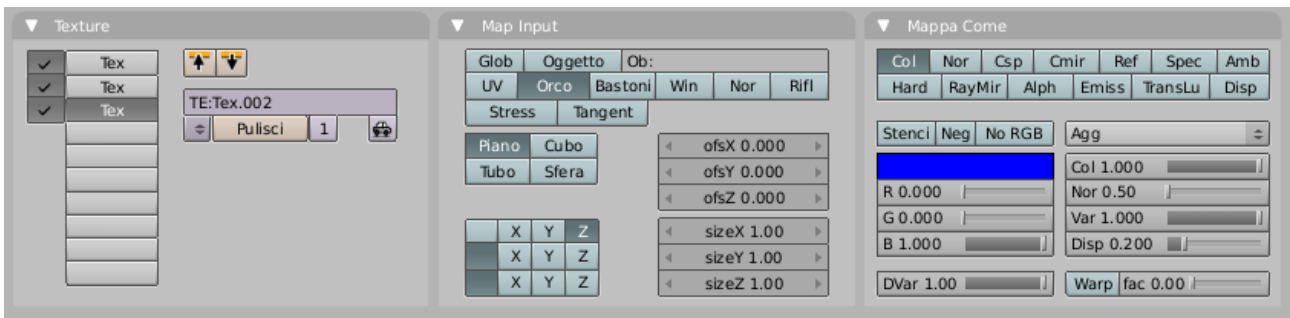 Texture
Tex
Tex
Tex
TE:Tex.002
Pulisci 1
Map Input
Glob Oggetto Ob:
UV Orco Bastoni Win Nor Rifl
Stress Tangent
Piano Cubo
Tubo Sfera
ofsX 0.000
ofsY 0.000
ofsZ 0.000
X Y Z
X Y Z
X Y Z
sizeX 1.00
sizeY 1.00
sizeZ 1.00
Mappa Come
Col Nor Csp Cmir Ref Spec Amb
Hard RayMir Alph Emiss TransLu Disp
Stenci Neg No RGB
Agg
R 0.000
G 0.000
B 1.000
Col 1.000
Nor 0.50
Var 1.000
Disp 0.200
DVar 1.00
Warp fac 0.00